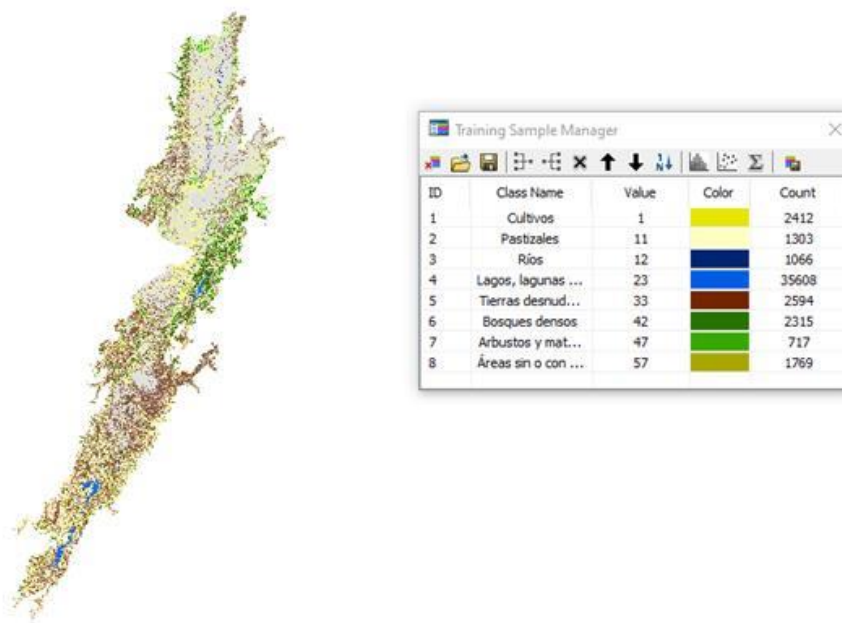 Training Sample Manager
ID Class Name Value Color Count
1 Cultivos 1 2412
2 Pastizales 11 1303
3 Ríos 12 1066
4 Lagos, lagunas ... 23 35608
5 Tierras desnud... 33 2594
6 Bosques densos 42 2315
7 Arbustos y mat... 47 717
8 Áreas sin o con ... 57 1769